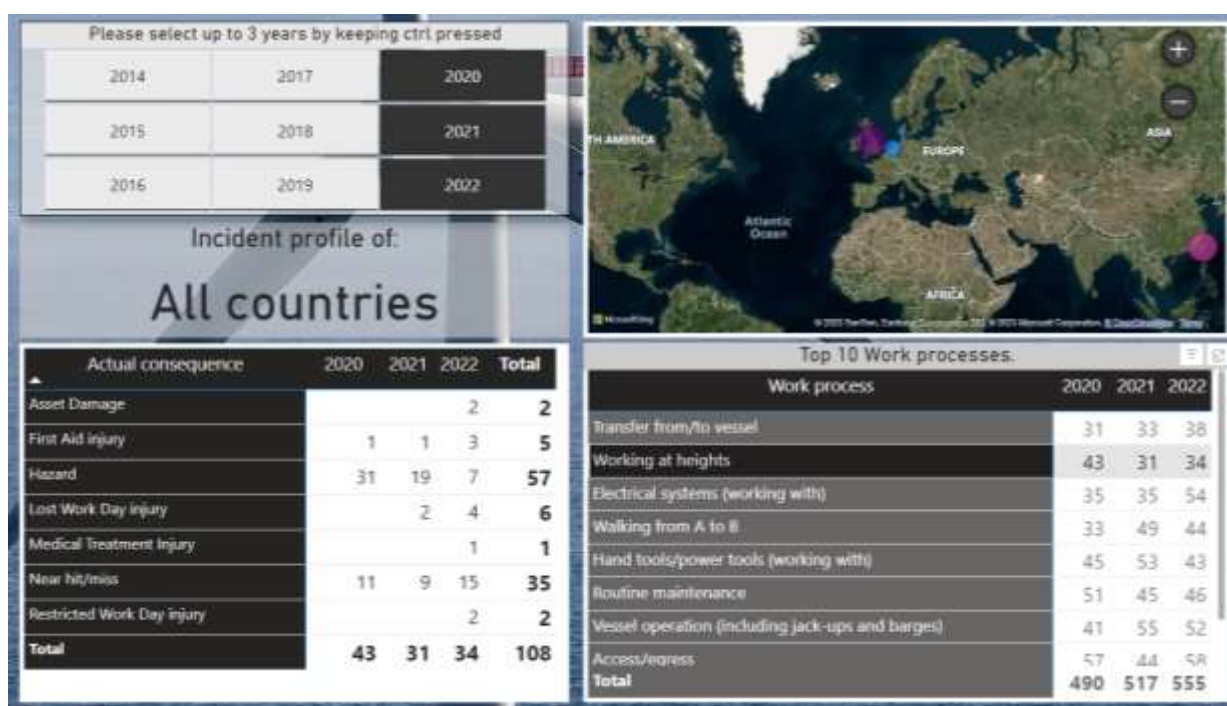 Please select up to 3 years by keeping ctrl pressed
2014 2017 2020
2015 2018 2021
2016 2019 2022
Incident profile of:
All countries
Actual consequence 2020 2021 2022 Total
Asset Damage 2 2
First Aid injury 1 1 3 5
Hazard 31 19 7 57
Lost Work Day injury 2 4 6
Medical Treatment Injury 1 1
Near hit/miss 11 9 15 35
Restricted Work Day injury 2 2
Total 43 31 34 108
TH AMERICA
EUROPE
ASIA
Atlantic
Ocean
AFRICA
Top 10 Work processes.
Work process 2020 2021 2022
Transfer from/to vessel 31 33 38
Working at heights 43 31 34
Electrical systems (working with) 35 35 54
Walking from A to B 33 49 44
Hand tools/power tools (working with) 45 53 43
Routine maintenance 51 45 46
Vessel operation (including jack-ups and barges) 41 55 52
Access/egress 57 44 58
Total 490 517 555